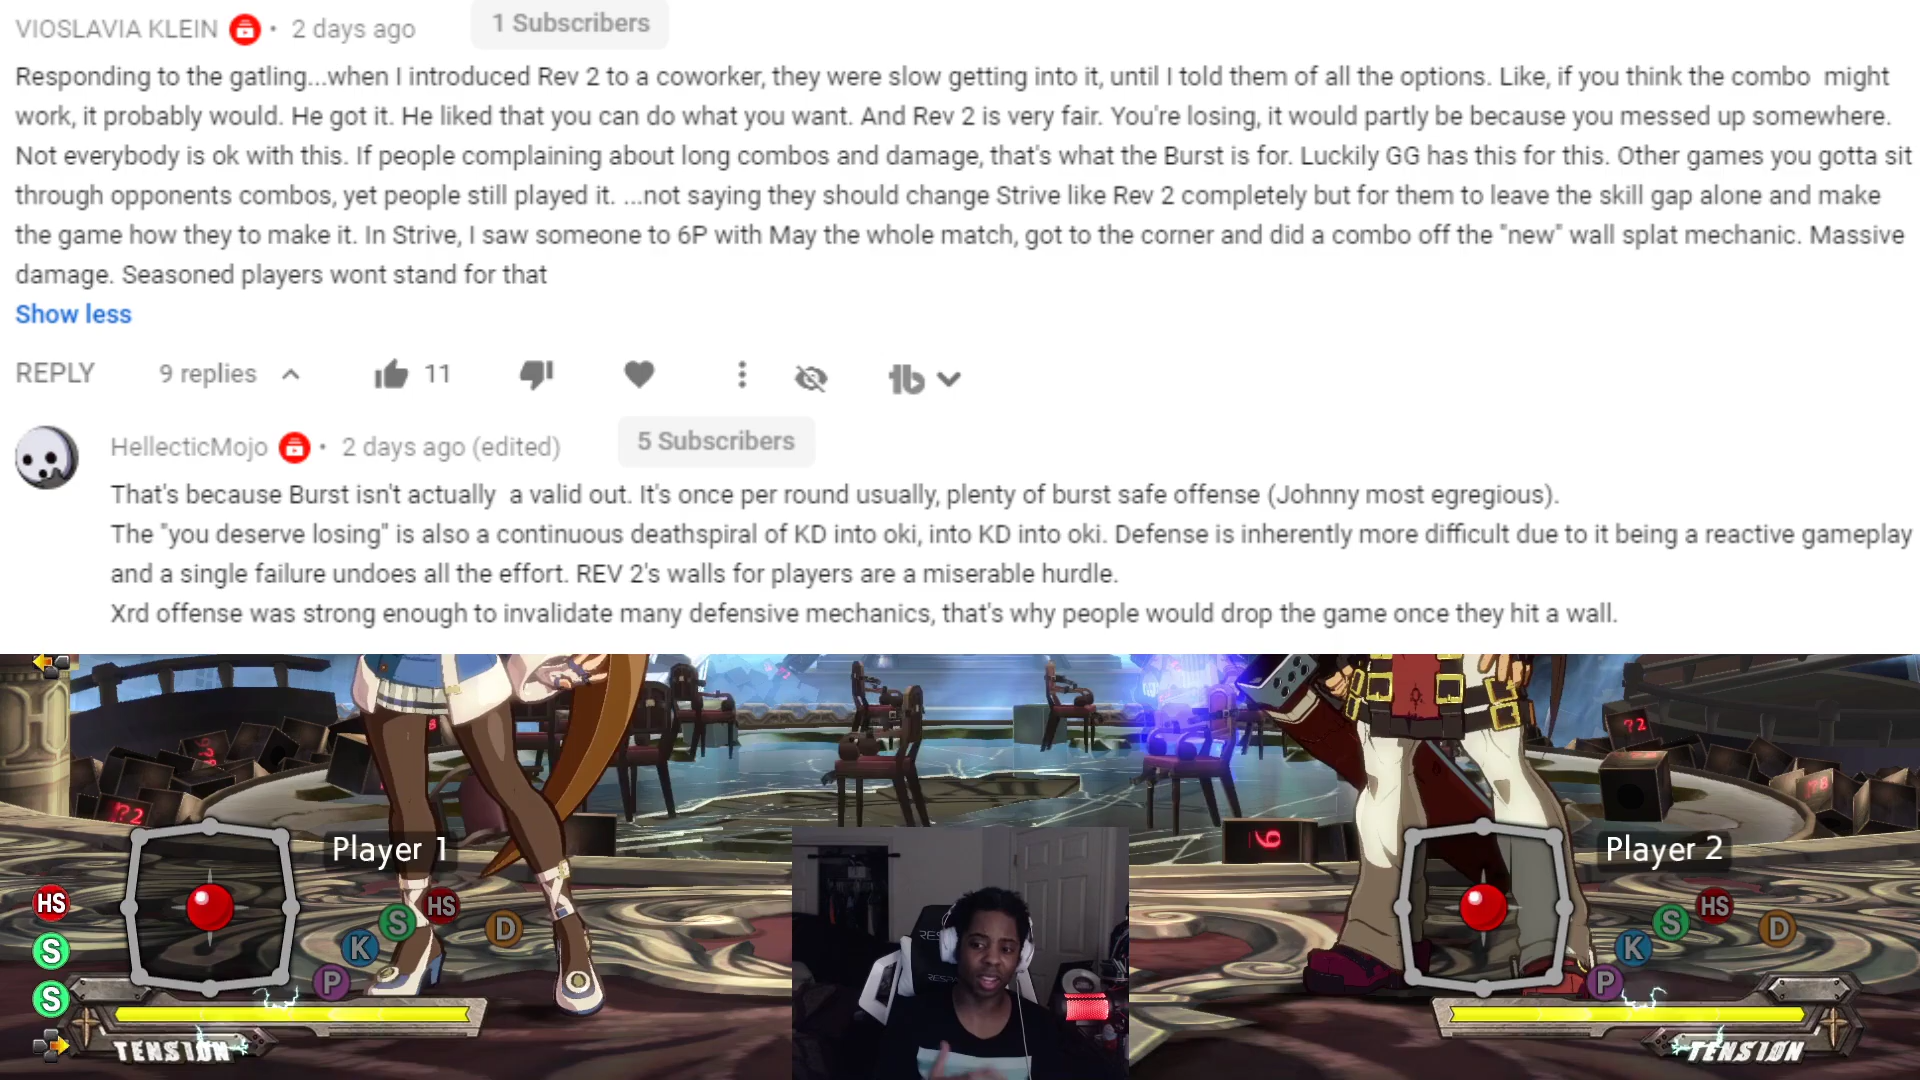 VIOSLAVIA KLEIN • 2 days ago 1 Subscribers
Responding to the gatling...when I introduced Rev 2 to a coworker, they were slow getting into it, until I told them of all the options. Like, if you think the combo might
work, it probably would. He got it. He liked that you can do what you want. And Rev 2 is very fair. You're losing, it would partly be because you messed up somewhere.
Not everybody is ok with this. If people complaining about long combos and damage, that's what the Burst is for. Luckily GG has this for this. Other games you gotta sit
through opponents combos, yet people still played it. ...not saying they should change Strive like Rev 2 completely but for them to leave the skill gap alone and make
the game how they to make it. In Strive, I saw someone to 6P with May the whole match, got to the corner and did a combo off the "new" wall splat mechanic. Massive
damage. Seasoned players wont stand for that
Show less
REPLY 9 replies 11
HellecticMojo • 2 days ago (edited) 5 Subscribers
That's because Burst isn't actually a valid out. It's once per round usually, plenty of burst safe offense (Johnny most egregious).
The "you deserve losing" is also a continuous deathspiral of KD into oki, into KD into oki. Defense is inherently more difficult due to it being a reactive gameplay
and a single failure undoes all the effort. REV 2's walls for players are a miserable hurdle.
Xrd offense was strong enough to invalidate many defensive mechanics, that's why people would drop the game once they hit a wall.
Player 1
Player 2
HS
S
S
P K S HS D
P K S HS D
TENSION
TENSION